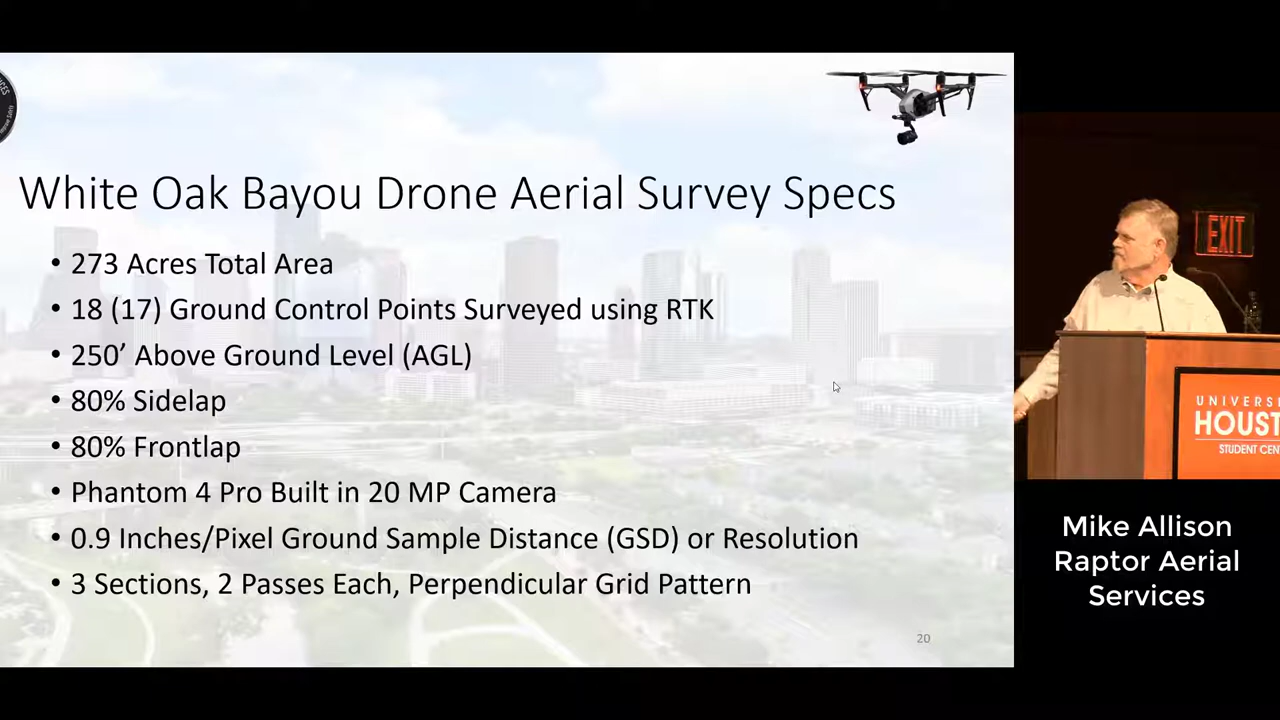 White Oak Bayou Drone Aerial Survey Specs
• 273 Acres Total Area
• 18 (17) Ground Control Points Surveyed using RTK
• 250’ Above Ground Level (AGL)
• 80% Sidelap
• 80% Frontlap
• Phantom 4 Pro Built in 20 MP Camera
• 0.9 Inches/Pixel Ground Sample Distance (GSD) or Resolution
• 3 Sections, 2 Passes Each, Perpendicular Grid Pattern
20
EXIT
UNIVERSI
HOUST
STUDENT CEN
Mike Allison
Raptor Aerial
Services